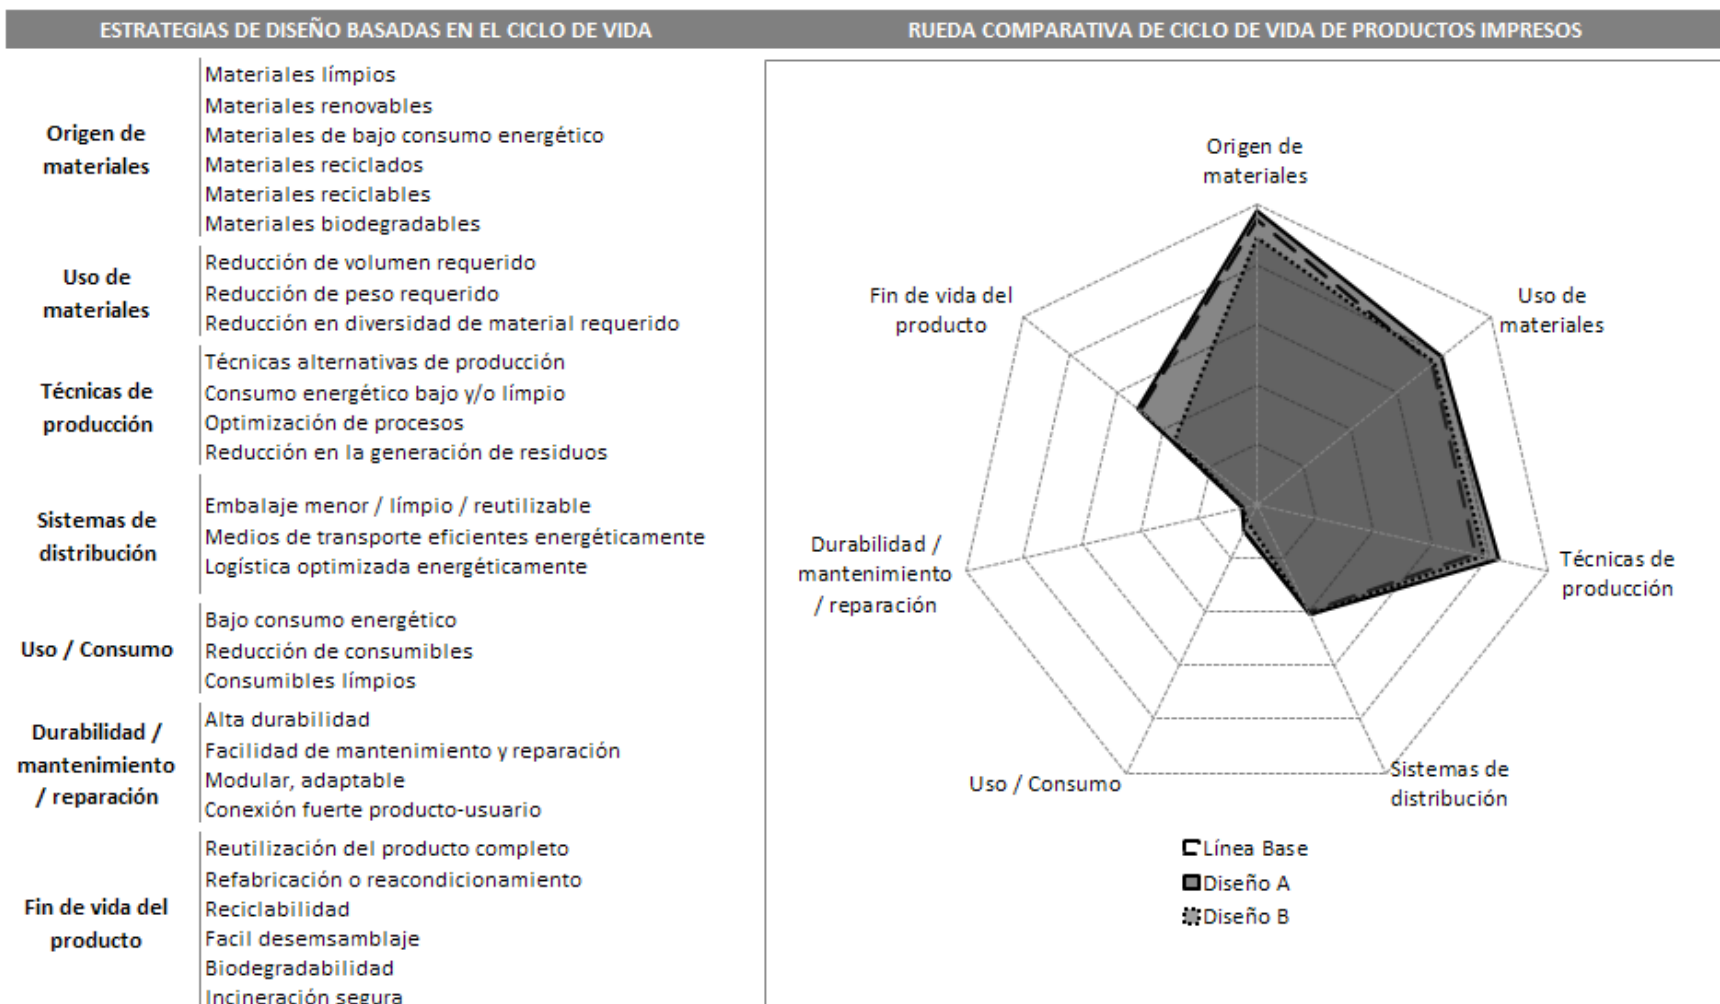 ESTRATEGIAS DE DISEÑO BASADAS EN EL CICLO DE VIDA
Origen de
materiales
Materiales límpios
Materiales renovables
Materiales de bajo consumo energético
Materiales reciclados
Materiales reciclables
Materiales biodegradables
Uso de
materiales
Reducción de volumen requerido
Reducción de peso requerido
Reducción en diversidad de material requerido
Técnicas de
producción
Técnicas alternativas de producción
Consumo energético bajo y/o límpio
Optimización de procesos
Reducción en la generación de residuos
Sistemas de
distribución
Embalaje menor / límpio / reutilizable
Medios de transporte eficientes energéticamente
Logística optimizada energéticamente
Uso / Consumo
Bajo consumo energético
Reducción de consumibles
Consumibles límpios
Durabilidad /
mantenimiento
/ reparación
Alta durabilidad
Facilidad de mantenimiento y reparación
Modular, adaptable
Conexión fuerte producto-usuario
Fin de vida del
producto
Reutilización del producto completo
Refabricación o reacondicionamiento
Reciclabilidad
Facil desemsamblaje
Biodegradabilidad
Incineración segura
RUEDA COMPARATIVA DE CICLO DE VIDA DE PRODUCTOS IMPRESOS
Origen de
materiales
Uso de
materiales
Técnicas de
producción
Sistemas de
distribución
Uso / Consumo
Durabilidad /
mantenimiento
/ reparación
Fin de vida del
producto
Línea Base
Diseño A
Diseño B